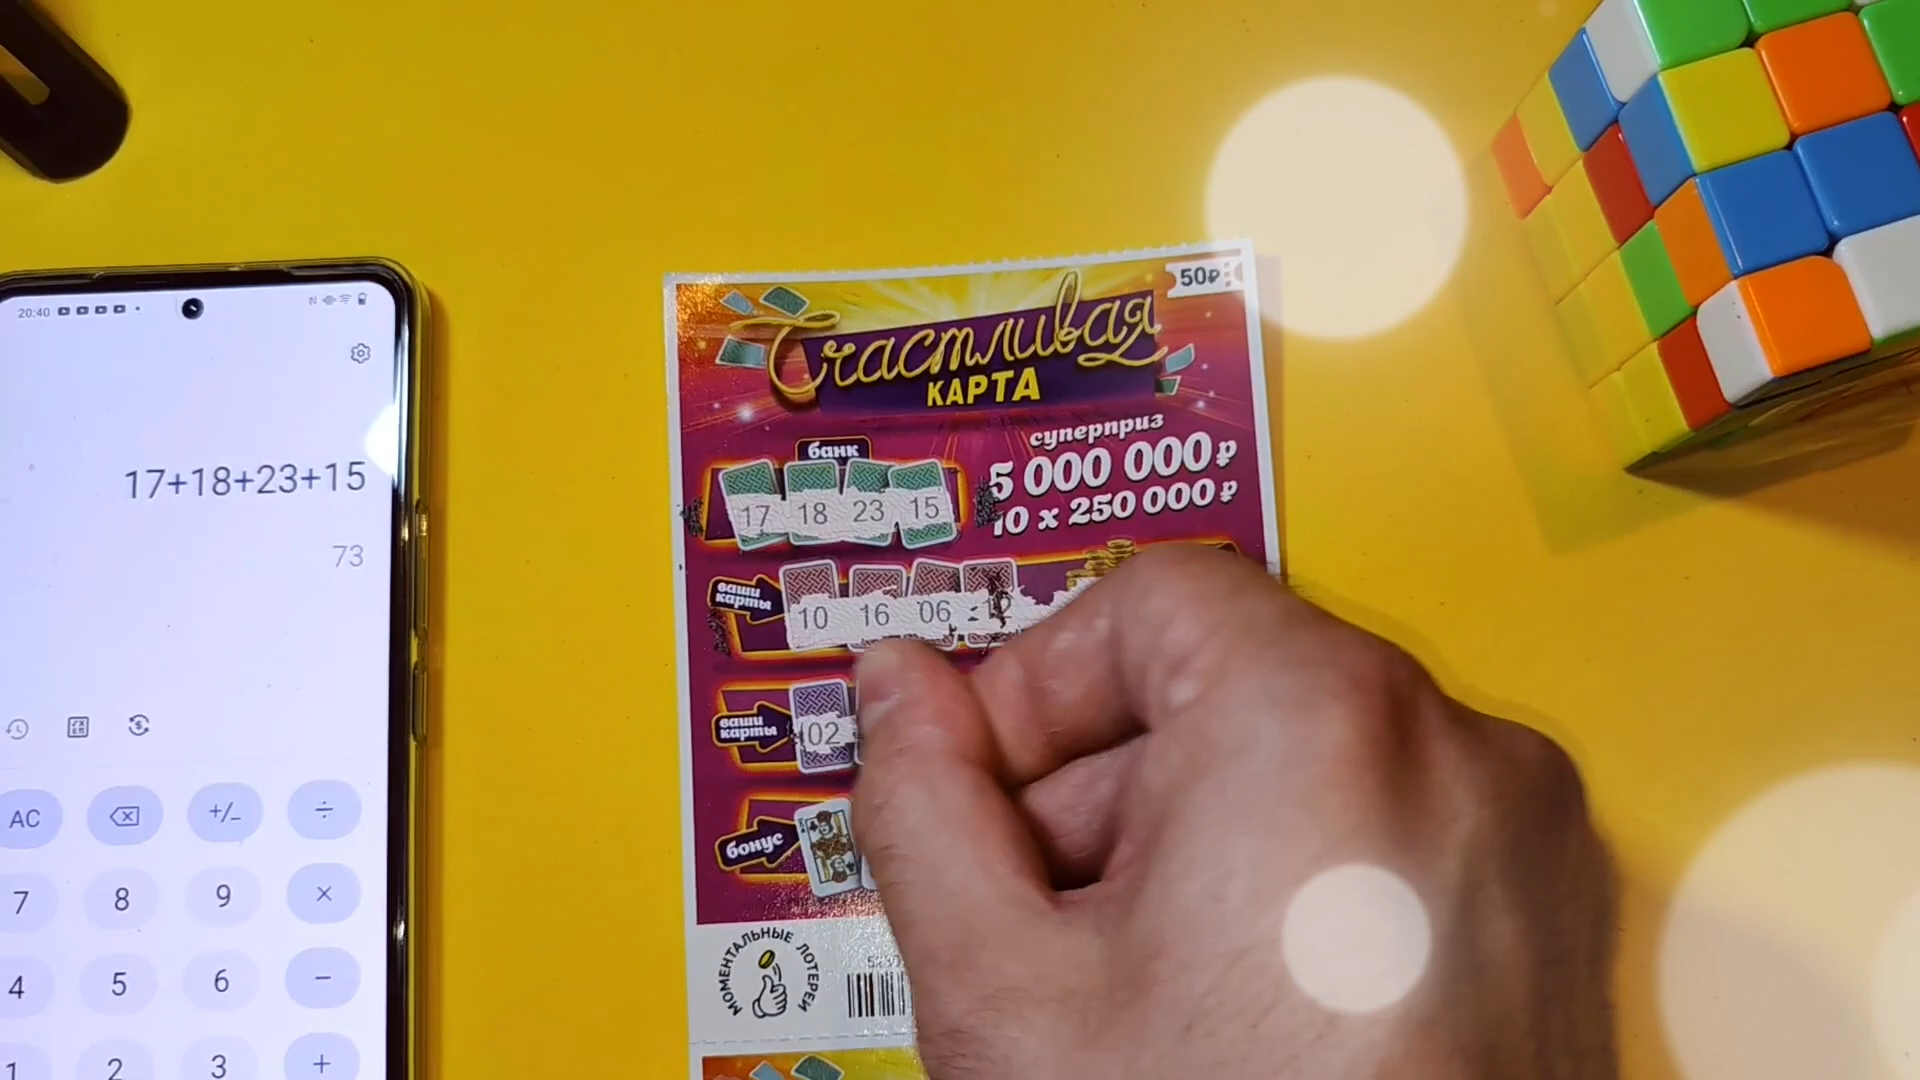 20:40
17+18+23+15
73
AC
+/-
÷
7
8
9
×
4
5
6
−
1
2
3
+
50₽
Счастливая
КАРТА
суперприз
5 000 000₽
10 х 250 000₽
банк
17 18 23 15
ваши
карты
10 16 06 12
ваши
карты
02
бонус
МОМЕНТАЛЬНЫЕ ЛОТЕРЕИ